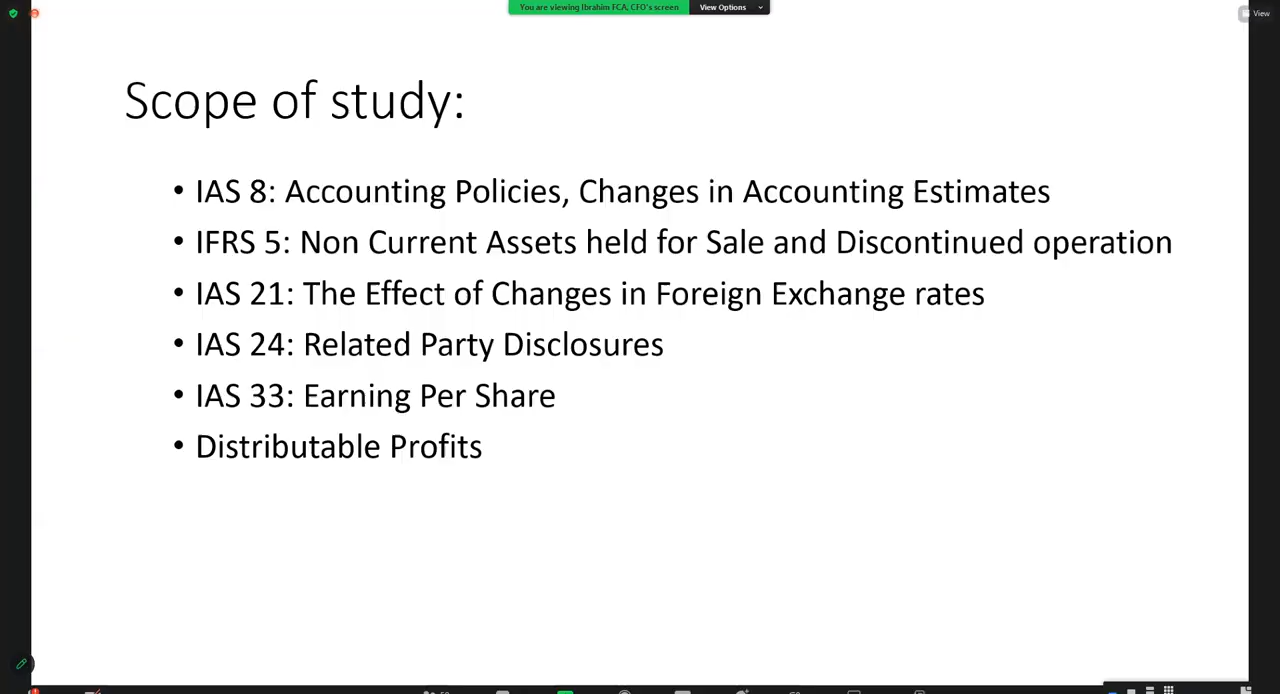 You are viewing Ibrahim FCA, CFO's screen View Options
View
Scope of study:
• IAS 8: Accounting Policies, Changes in Accounting Estimates
• IFRS 5: Non Current Assets held for Sale and Discontinued operation
• IAS 21: The Effect of Changes in Foreign Exchange rates
• IAS 24: Related Party Disclosures
• IAS 33: Earning Per Share
• Distributable Profits